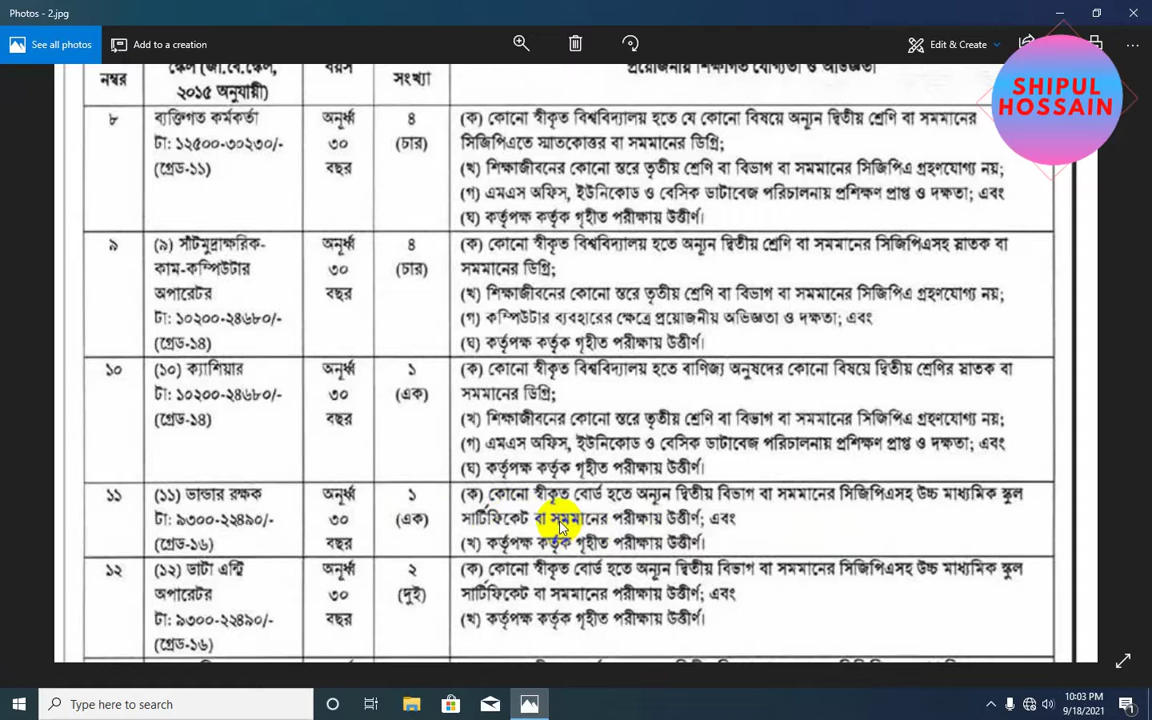 Photos - 2.jpg
See all photos
Add to a creation
Edit & Create
SHIPUL
HOSSAIN
নম্বর
স্কেল (জা.বে.স্কেল,
২০১৫ অনুযায়ী)
বয়স
সংখ্যা
প্রয়োজনীয় শিক্ষাগত যোগ্যতা ও অভিজ্ঞতা
৮
ব্যক্তিগত কর্মকর্তা
টা: ১২৫০০-৩০২৩০/-
(গ্রেড-১১)
অনূর্ধ্ব
৩০
বছর
৪
(চার)
(ক) কোনো স্বীকৃত বিশ্ববিদ্যালয় হতে যে কোনো বিষয়ে অন্যূন দ্বিতীয় শ্রেণি বা সমমানের
সিজিপিএতে স্নাতকোত্তর বা সমমানের ডিগ্রি;
(খ) শিক্ষাজীবনের কোনো স্তরে তৃতীয় শ্রেণি বা বিভাগ বা সমমানের সিজিপিএ গ্রহণযোগ্য নয়;
(গ) এমএস অফিস, ইউনিকোড ও বেসিক ডাটাবেজ পরিচালনায় প্রশিক্ষণ প্রাপ্ত ও দক্ষতা; এবং
(ঘ) কর্তৃপক্ষ কর্তৃক গৃহীত পরীক্ষায় উত্তীর্ণ।
৯
(৯) সাঁটমুদ্রাক্ষরিক-
কাম-কম্পিউটার
অপারেটর
টা: ১০২০০-২৪৬৮০/-
(গ্রেড-১৪)
অনূর্ধ্ব
৩০
বছর
৪
(চার)
(ক) কোনো স্বীকৃত বিশ্ববিদ্যালয় হতে অন্যূন দ্বিতীয় শ্রেণি বা সমমানের সিজিপিএসহ স্নাতক বা
সমমানের ডিগ্রি;
(খ) শিক্ষাজীবনের কোনো স্তরে তৃতীয় শ্রেণি বা বিভাগ বা সমমানের সিজিপিএ গ্রহণযোগ্য নয়;
(গ) কম্পিউটার ব্যবহারের ক্ষেত্রে প্রয়োজনীয় অভিজ্ঞতা ও দক্ষতা; এবং
(ঘ) কর্তৃপক্ষ কর্তৃক গৃহীত পরীক্ষায় উত্তীর্ণ।
১০
(১০) ক্যাশিয়ার
টা: ১০২০০-২৪৬৮০/-
(গ্রেড-১৪)
অনূর্ধ্ব
৩০
বছর
১
(এক)
(ক) কোনো স্বীকৃত বিশ্ববিদ্যালয় হতে বাণিজ্য অনুষদের কোনো বিষয়ে দ্বিতীয় শ্রেণির স্নাতক বা
সমমানের ডিগ্রি;
(খ) শিক্ষাজীবনের কোনো স্তরে তৃতীয় শ্রেণি বা বিভাগ বা সমমানের সিজিপিএ গ্রহণযোগ্য নয়;
(গ) এমএস অফিস, ইউনিকোড ও বেসিক ডাটাবেজ পরিচালনায় প্রশিক্ষণ প্রাপ্ত ও দক্ষতা; এবং
(ঘ) কর্তৃপক্ষ কর্তৃক গৃহীত পরীক্ষায় উত্তীর্ণ।
১১
(১১) ভান্ডার রক্ষক
টা: ৯৩০০-২২৪৯০/-
(গ্রেড-১৬)
অনূর্ধ্ব
৩০
বছর
১
(এক)
(ক) কোনো স্বীকৃত বোর্ড হতে অন্যূন দ্বিতীয় বিভাগ বা সমমানের সিজিপিএসহ উচ্চ মাধ্যমিক স্কুল
সার্টিফিকেট বা সমমানের পরীক্ষায় উত্তীর্ণ; এবং
(খ) কর্তৃপক্ষ কর্তৃক গৃহীত পরীক্ষায় উত্তীর্ণ।
১২
(১২) ডাটা এন্ট্রি
অপারেটর
টা: ৯৩০০-২২৪৯০/-
(গ্রেড-১৬)
অনূর্ধ্ব
৩০
বছর
২
(দুই)
(ক) কোনো স্বীকৃত বোর্ড হতে অন্যূন দ্বিতীয় বিভাগ বা সমমানের সিজিপিএসহ উচ্চ মাধ্যমিক স্কুল
সার্টিফিকেট বা সমমানের পরীক্ষায় উত্তীর্ণ; এবং
(খ) কর্তৃপক্ষ কর্তৃক গৃহীত পরীক্ষায় উত্তীর্ণ।
Type here to search
10:03 PM
9/18/2021
1